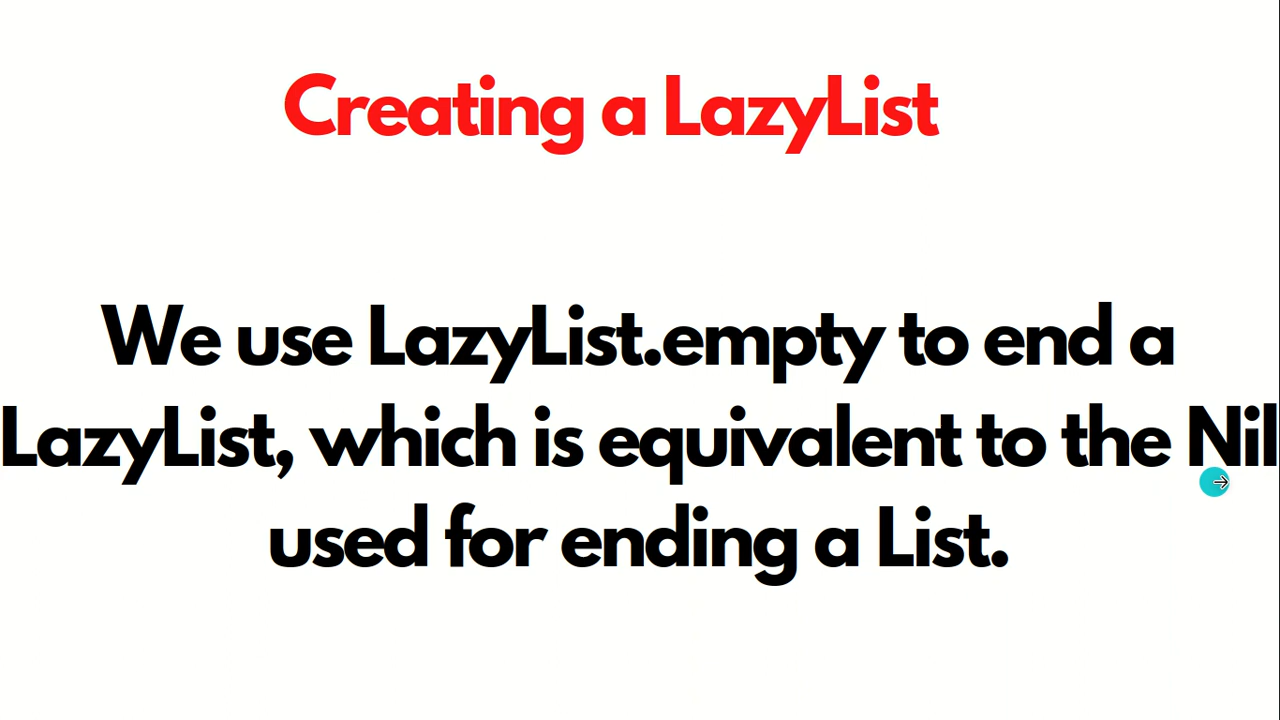 Creating a LazyList
We use LazyList.empty to end a
LazyList, which is equivalent to the Nil
used for ending a List.